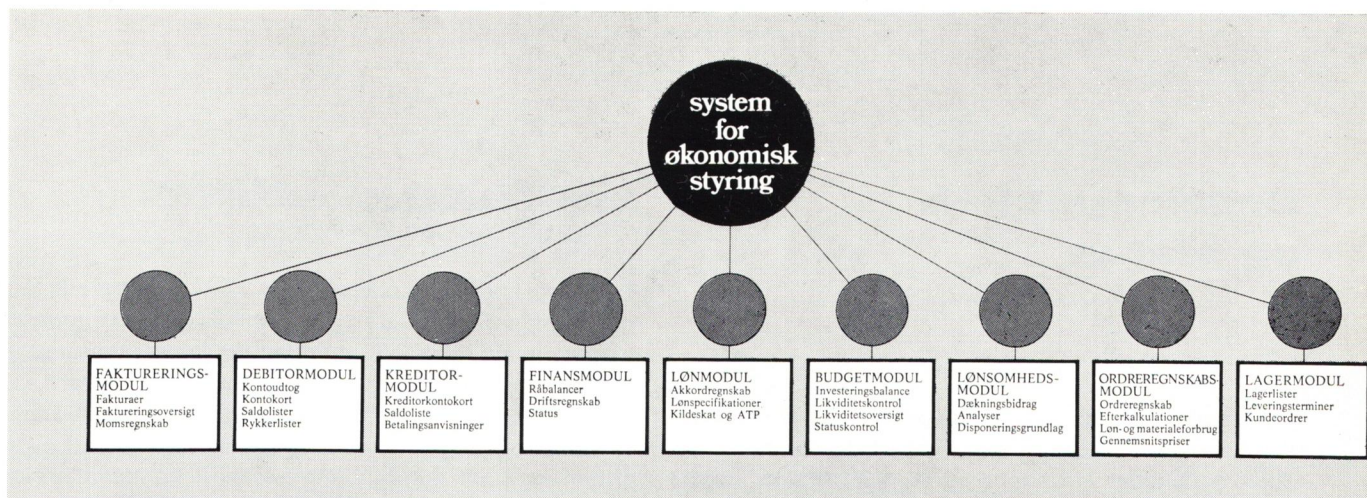 system
for
økonomisk
styring
FAKTURERINGS-
MODUL
Fakturaer
Faktureringsoversigt
Momsregnskab
DEBITORMODUL
Kontoudtog
Kontokort
Saldolister
Rykkerlister
KREDITOR-
MODUL
Kreditorkontokort
Saldoliste
Betalingsanvisninger
FINANSMODUL
Råbalancer
Driftsregnskab
Status
LØNMODUL
Akkordregnskab
Lønspecifikationer
Kildeskat og ATP
BUDGETMODUL
Investeringsbalance
Likviditetskontrol
Likviditetsoversigt
Statuskontrol
LØNSOMHEDS-
MODUL
Dækningsbidrag
Analyser
Disponeringsgrundlag
ORDREREGNSKABS-
MODUL
Ordreregnskab
Efterkalkulationer
Løn- og materialeforbrug
Gennemsnitspriser
LAGERMODUL
Lagerlister
Leveringsterminer
Kundeordrer